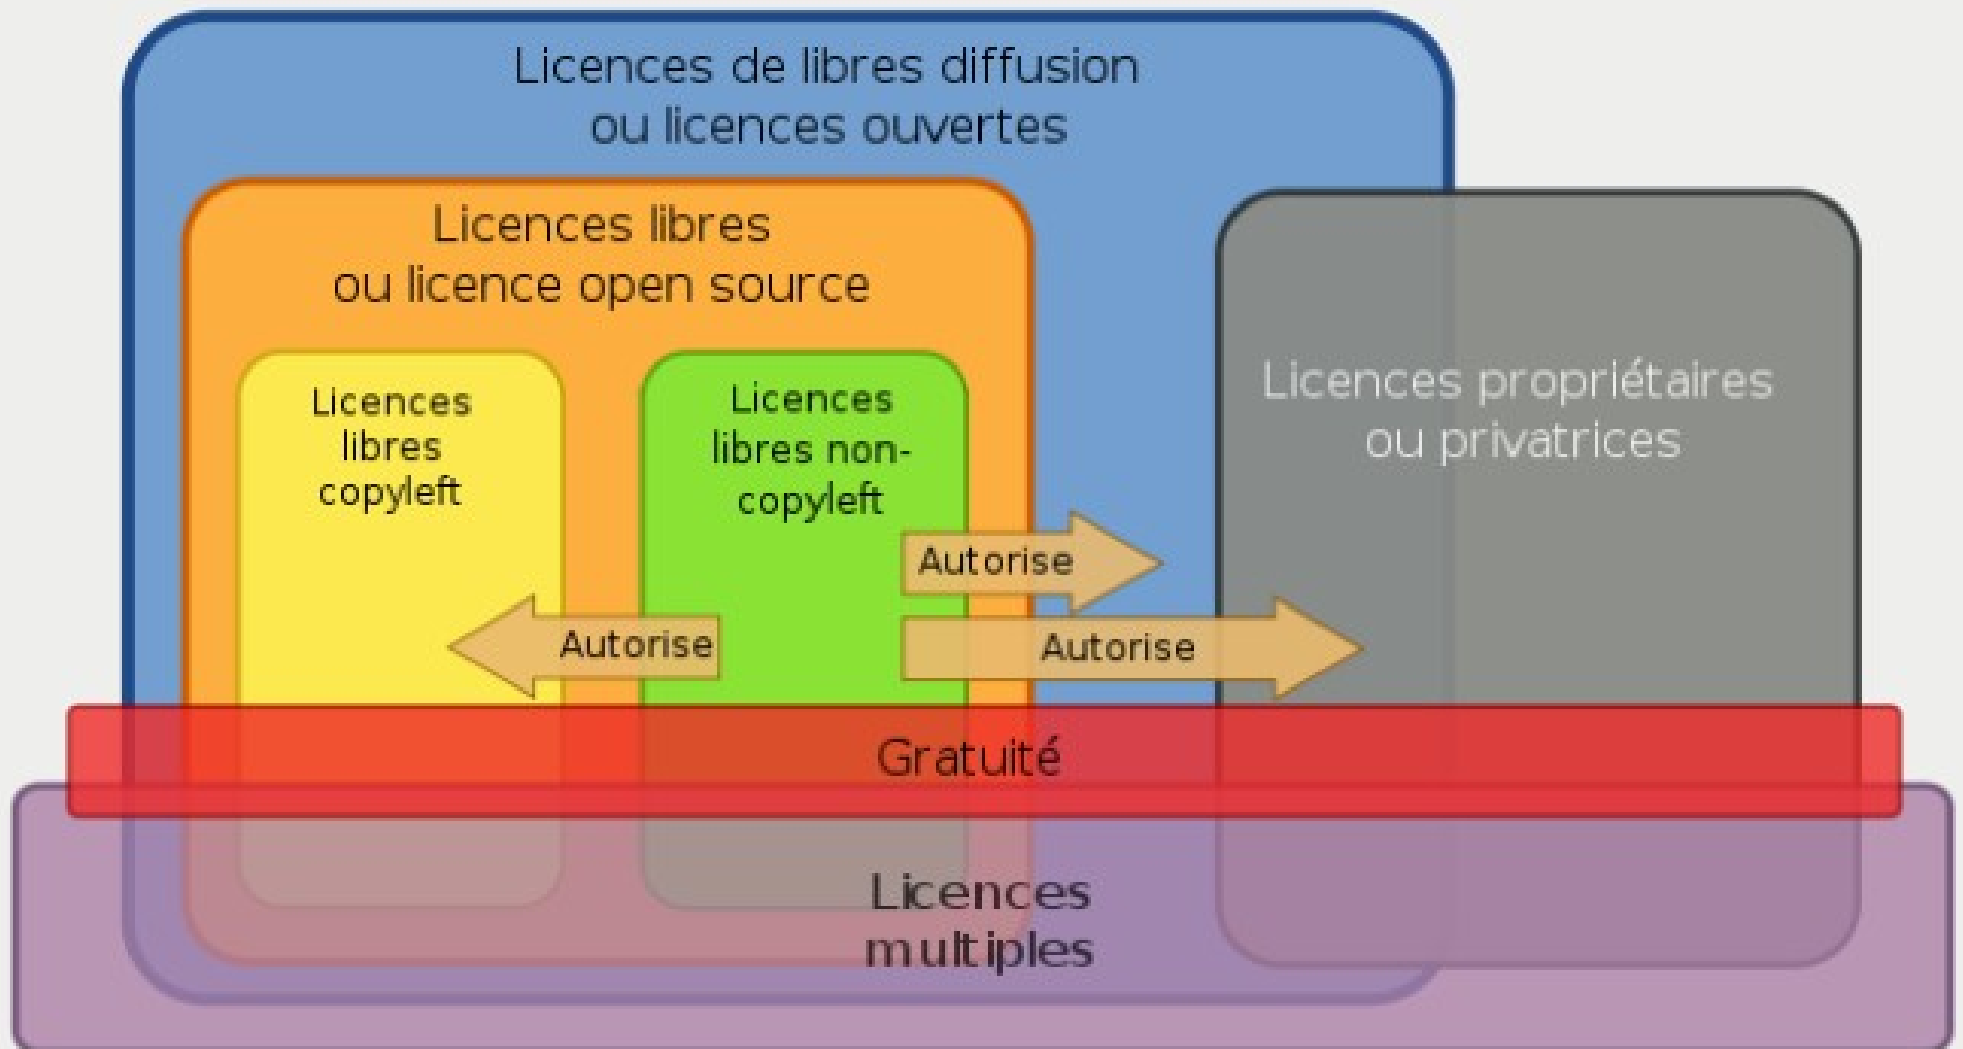 Licences de libres diffusion
ou licences ouvertes
Licences libres
ou licence open source
Licences
libres
copyleft
Licences
libres non-
copyleft
Licences propriétaires
ou privatrices
Autorise
Autorise
Autorise
Gratuité
Licences
multiples